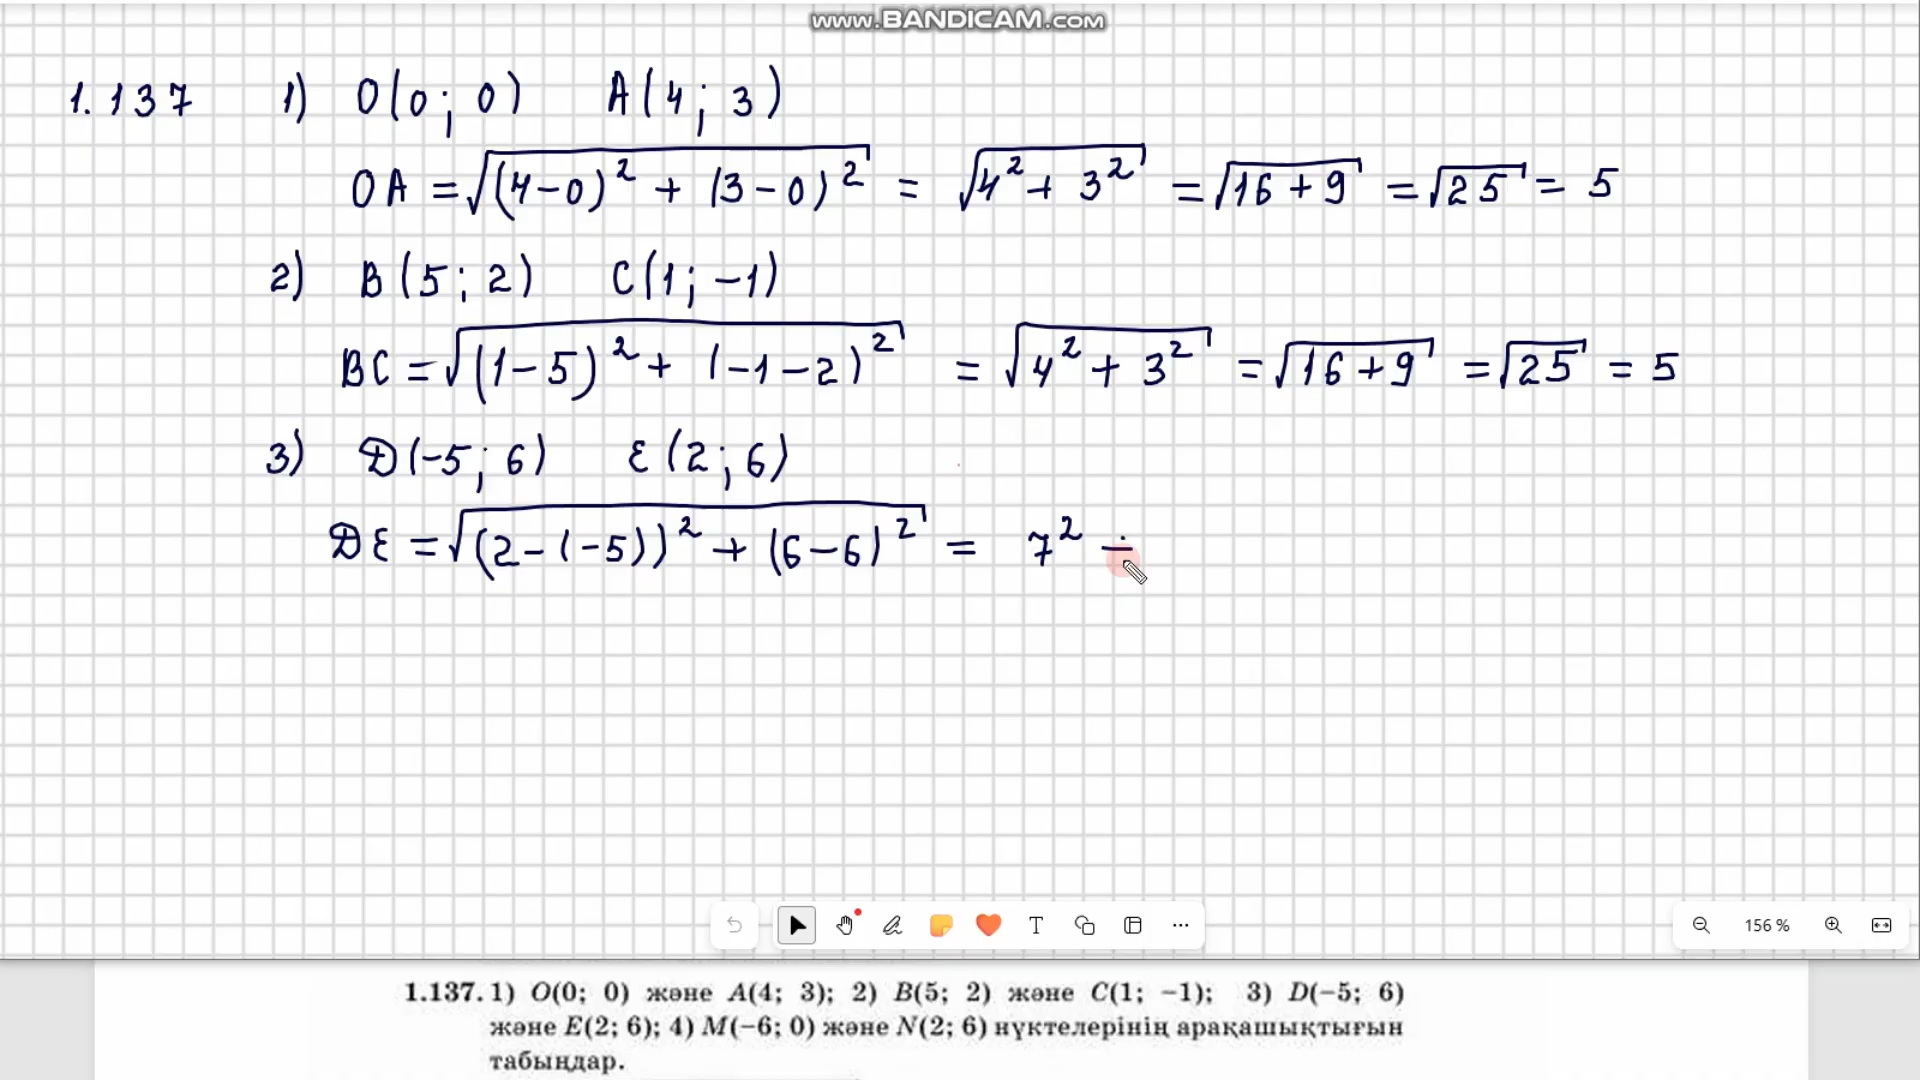 www.BANDICAM.com
1.137 1) O(0; 0) A(4; 3)
OA = √(4-0)² + (3-0)² = √4² + 3² = √16 + 9 = √25 = 5
2) B(5; 2) C(1; -1)
BC = √(1-5)² + (-1-2)² = √4² + 3² = √16 + 9 = √25 = 5
3) D(-5; 6) E(2; 6)
DE = √(2-(-5))² + (6-6)² = 7²
156 %
1.137. 1) O(0; 0) және A(4; 3); 2) B(5; 2) және C(1; −1); 3) D(−5; 6)
және E(2; 6); 4) M(−6; 0) және N(2; 6) нүктелерінің арақашықтығын
табыңдар.